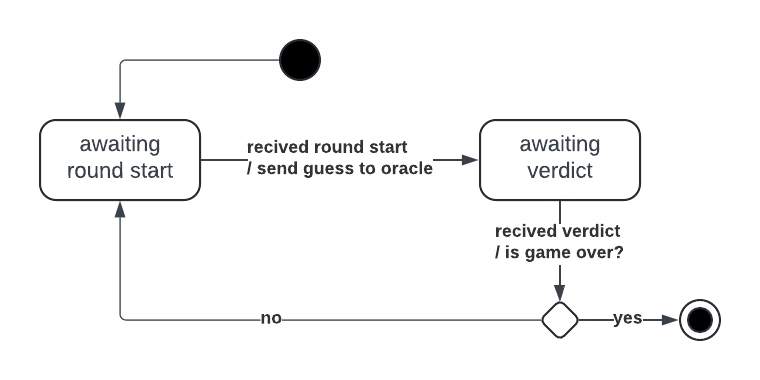 awaiting
round start
recived round start
/ send guess to oracle
awaiting
verdict
recived verdict
/ is game over?
no
yes